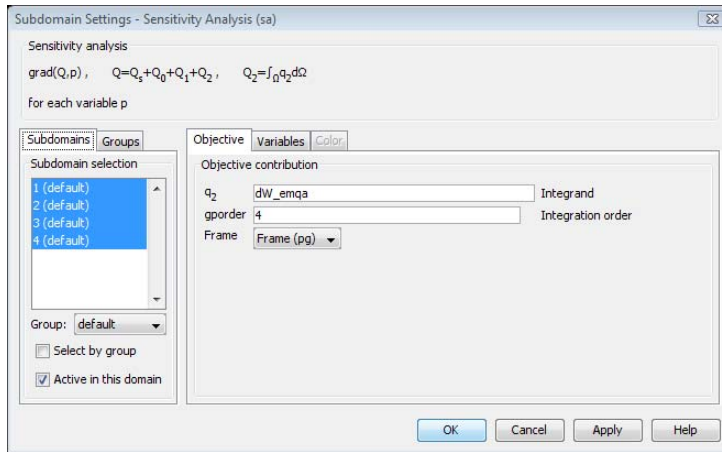 Subdomain Settings - Sensitivity Analysis (sa)
Sensitivity analysis
grad(Q,p) , Q=Qₛ+Q₀+Q₁+Q₂ , Q₂=∫_Ωq₂dΩ
for each variable p
Subdomains Groups
Subdomain selection
1 (default)
2 (default)
3 (default)
4 (default)
Group: default
Select by group
Active in this domain
Objective Variables Color
Objective contribution
q₂ dW_emqa Integrand
gporder 4 Integration order
Frame Frame (pg)
OK Cancel Apply Help